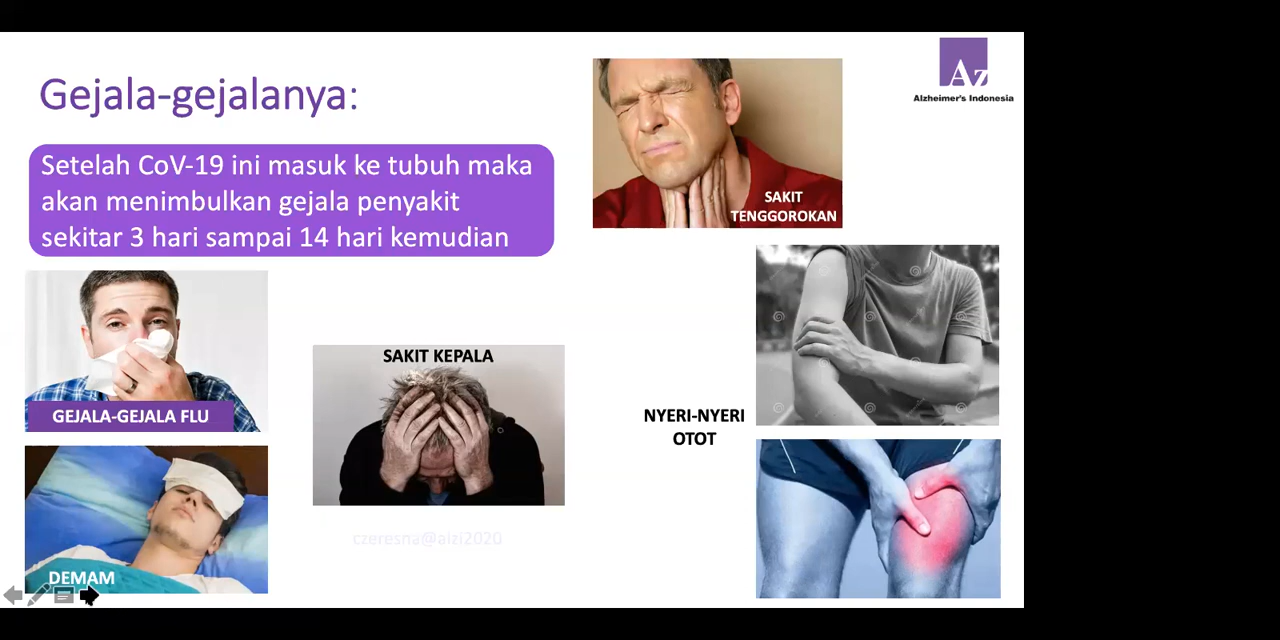 Gejala-gejalanya:
Az
Alzheimer's Indonesia
Setelah CoV-19 ini masuk ke tubuh maka
akan menimbulkan gejala penyakit
sekitar 3 hari sampai 14 hari kemudian
SAKIT
TENGGOROKAN
GEJALA-GEJALA FLU
SAKIT KEPALA
NYERI-NYERI
OTOT
DEMAM
czeresna@aizi2020